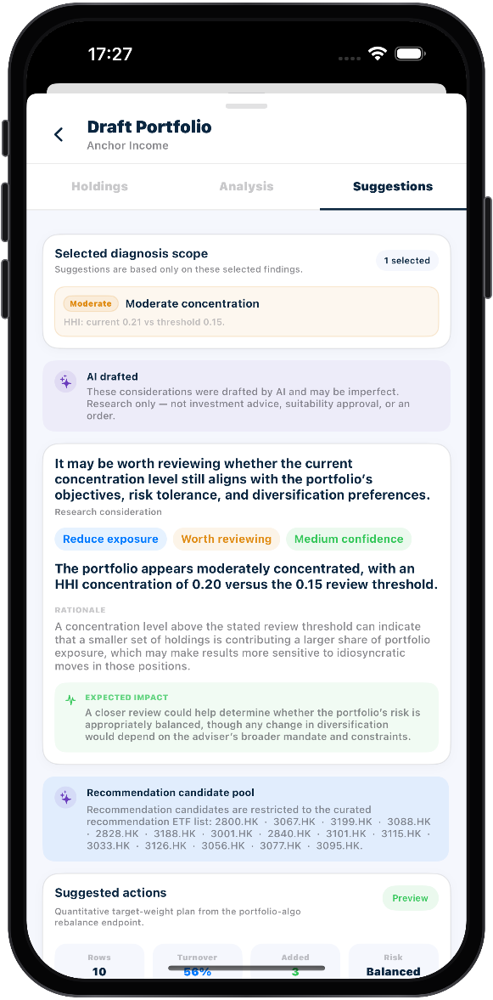 17:27
Draft Portfolio
Anchor Income
Holdings
Analysis
Suggestions
Selected diagnosis scope
Suggestions are based only on these selected findings.
1 selected
Moderate
Moderate concentration
HHI: current 0.21 vs threshold 0.15.
AI drafted
These considerations were drafted by AI and may be imperfect.
Research only — not investment advice, suitability approval, or an
order.
It may be worth reviewing whether the current
concentration level still aligns with the portfolio's
objectives, risk tolerance, and diversification preferences.
Research consideration
Reduce exposure
Worth reviewing
Medium confidence
The portfolio appears moderately concentrated, with an
HHI concentration of 0.20 versus the 0.15 review threshold.
RATIONALE
A concentration level above the stated review threshold can indicate
that a smaller set of holdings is contributing a larger share of portfolio
exposure, which may make results more sensitive to idiosyncratic
moves in those positions.
EXPECTED IMPACT
A closer review could help determine whether the portfolio's risk is
appropriately balanced, though any change in diversification
would depend on the adviser's broader mandate and constraints.
Recommendation candidate pool
Recommendation candidates are restricted to the curated
recommendation ETF list: 2800.HK · 3067.HK · 3199.HK · 3088.HK
· 2828.HK · 3188.HK · 3001.HK · 2840.HK · 3101.HK · 3115.HK ·
3033.HK · 3126.HK · 3056.HK · 3077.HK · 3095.HK.
Suggested actions
Quantitative target-weight plan from the portfolio-algo
rebalance endpoint.
Preview
Rows
Turnover
Added
Risk
10
56%
3
Balanced